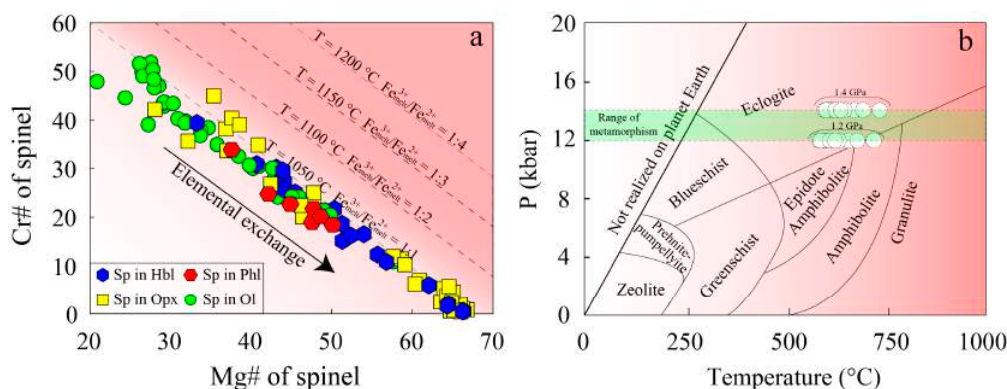 a
60
50
40
30
20
10
0
Cr# of spinel
T = 1200 °C Fe³⁺melt/Fe²⁺melt = 1:4
T = 1150 °C Fe³⁺melt/Fe²⁺melt = 1:3
T = 1100 °C Fe³⁺melt/Fe²⁺melt = 1:2
T = 1050 °C Fe³⁺melt/Fe²⁺melt = 1:1
Elemental exchange
Sp in Hbl
Sp in Phl
Sp in Opx
Sp in Ol
20
30
40
50
60
70
Mg# of spinel
b
20
16
12
8
4
0
P (kbar)
Not realized on planet Earth
Eclogite
1.4 GPa
Range of
metamorphism
1.2 GPa
Blueschist
Epidote
Amphibolite
Amphibolite
Granulite
Prehnite-
pumpellyite
Greenschist
Zeolite
0
250
500
750
1000
Temperature (°C)